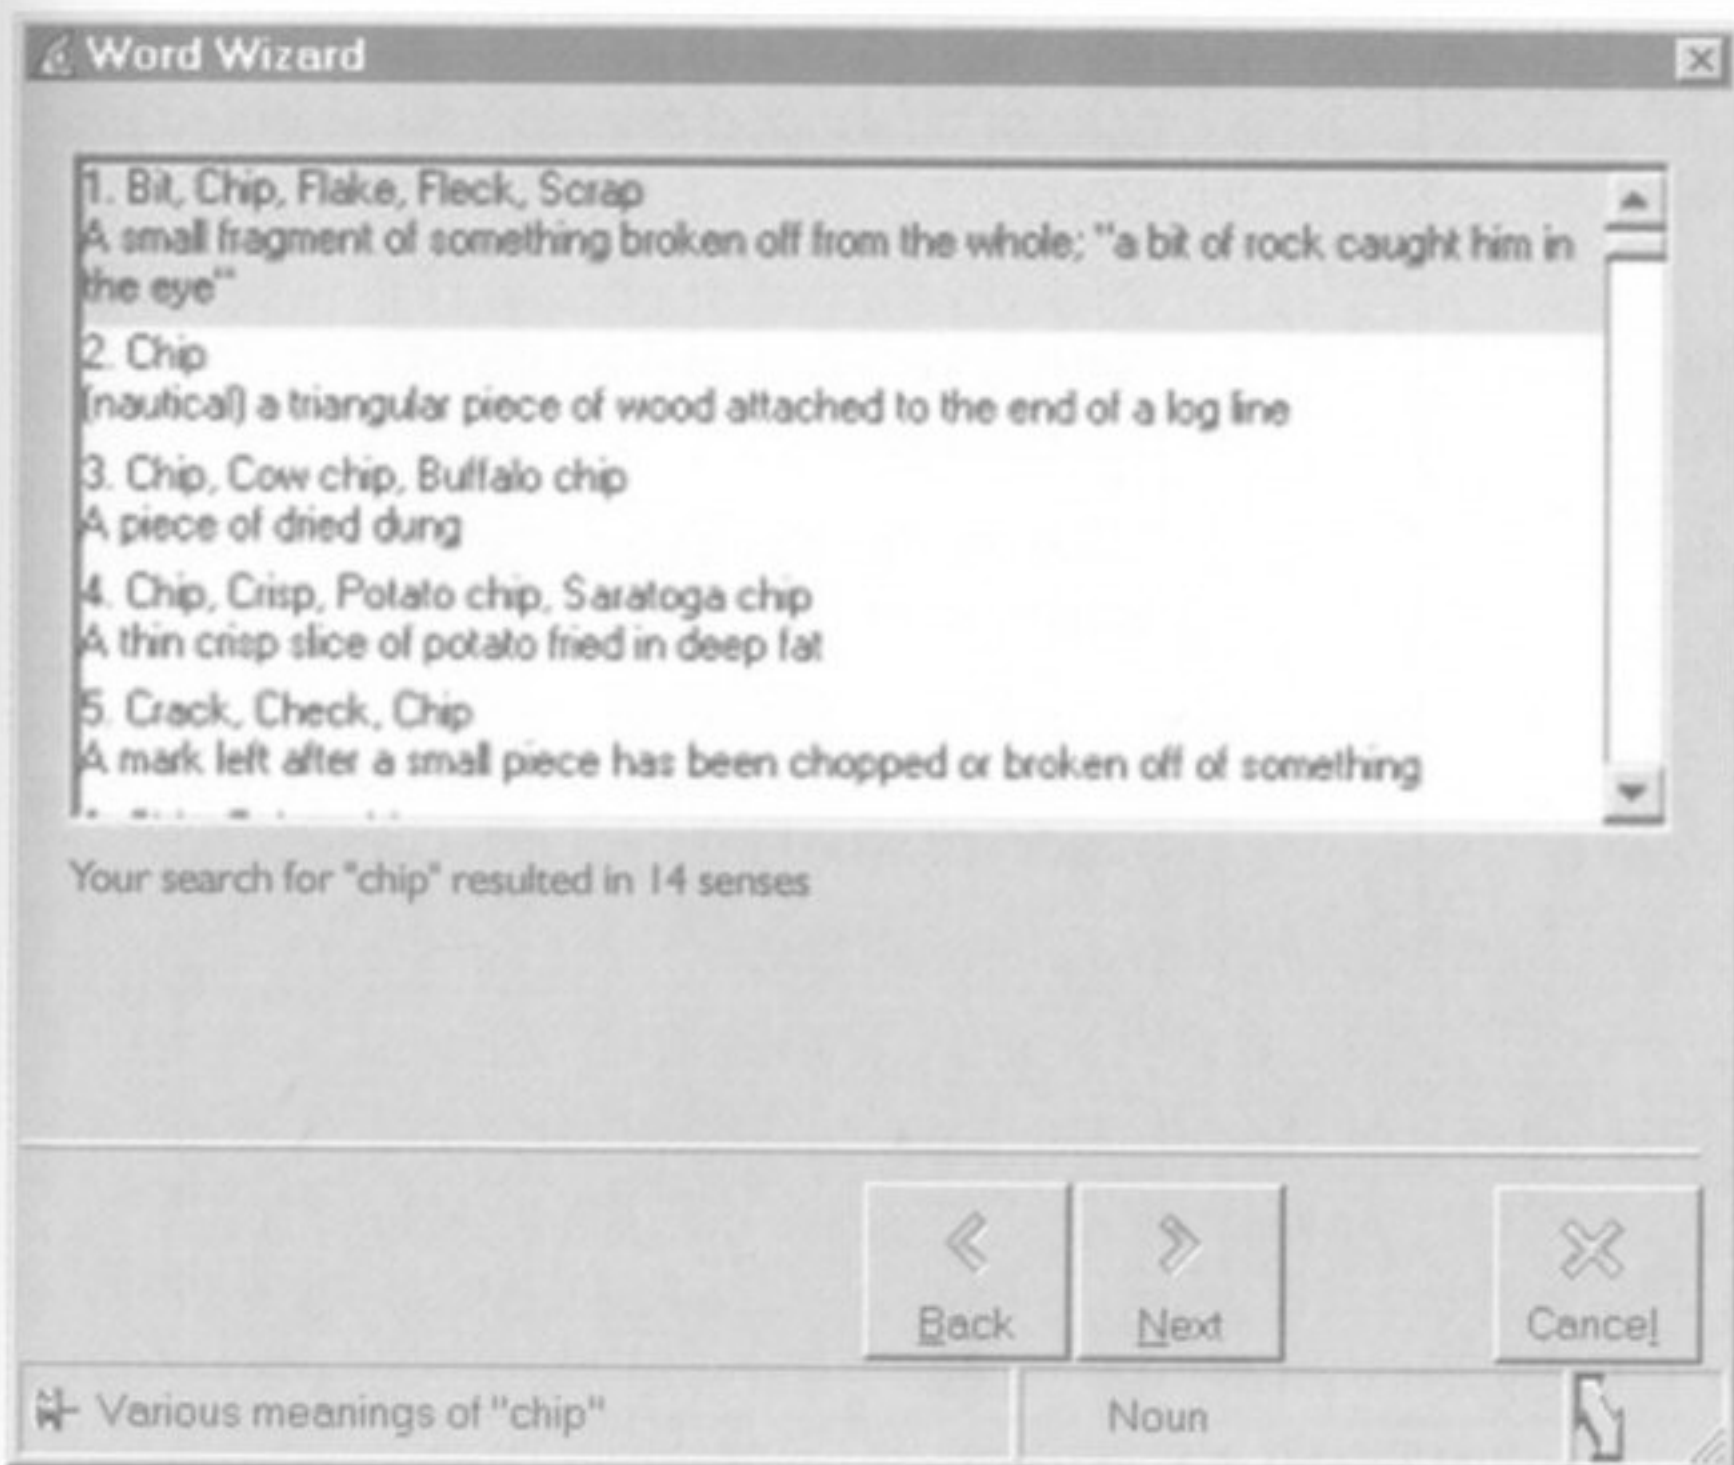 Word Wizard
1. Bit, Chip, Flake, Fleck, Scrap
A small fragment of something broken off from the whole; "a bit of rock caught him in
the eye"
2. Chip
(nautical) a triangular piece of wood attached to the end of a log line
3. Chip, Cow chip, Buffalo chip
A piece of dried dung
4. Chip, Crisp, Potato chip, Saratoga chip
A thin crisp slice of potato fried in deep fat
5. Crack, Check, Chip
A mark left after a small piece has been chopped or broken off of something
Your search for "chip" resulted in 14 senses
Back Next Cancel
Various meanings of "chip" Noun